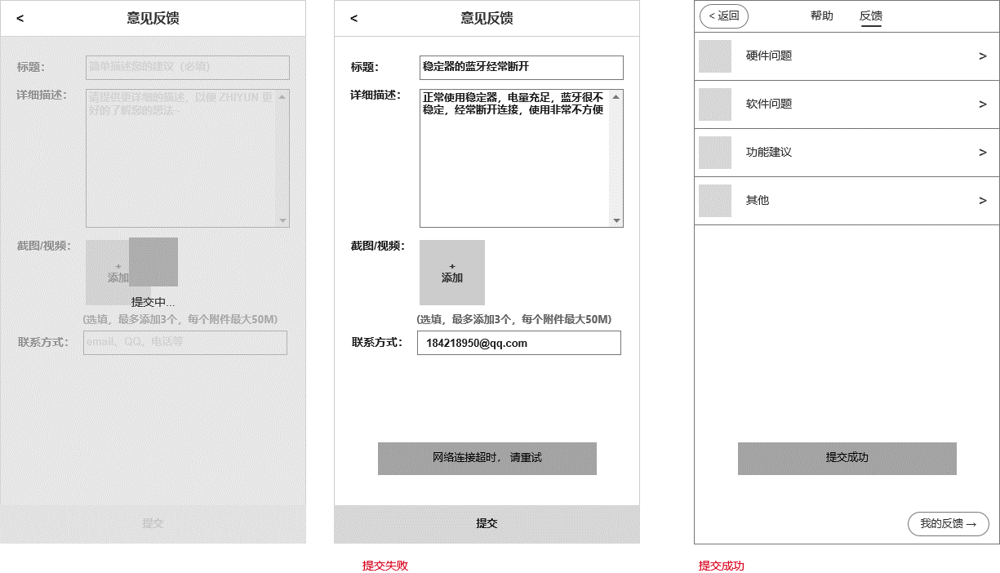 < 意见反馈
标题：
简单描述您的建议（必填）
详细描述：
请提供更详细的描述，以便 ZHIYUN 更
好的了解您的想法~
截图/视频：
+
添加
提交中...
(选填，最多添加3个，每个附件最大50M)
联系方式：
email、QQ、电话等
提交
< 意见反馈
标题：
稳定器的蓝牙经常断开
详细描述：
正常使用稳定器，电量充足，蓝牙很不
稳定，经常断开连接，使用非常不方便
截图/视频：
+
添加
(选填，最多添加3个，每个附件最大50M)
联系方式：
184218950@qq.com
网络连接超时， 请重试
提交
提交失败
< 返回 帮助 反馈
硬件问题 >
软件问题 >
功能建议 >
其他 >
提交成功
我的反馈 →
提交成功